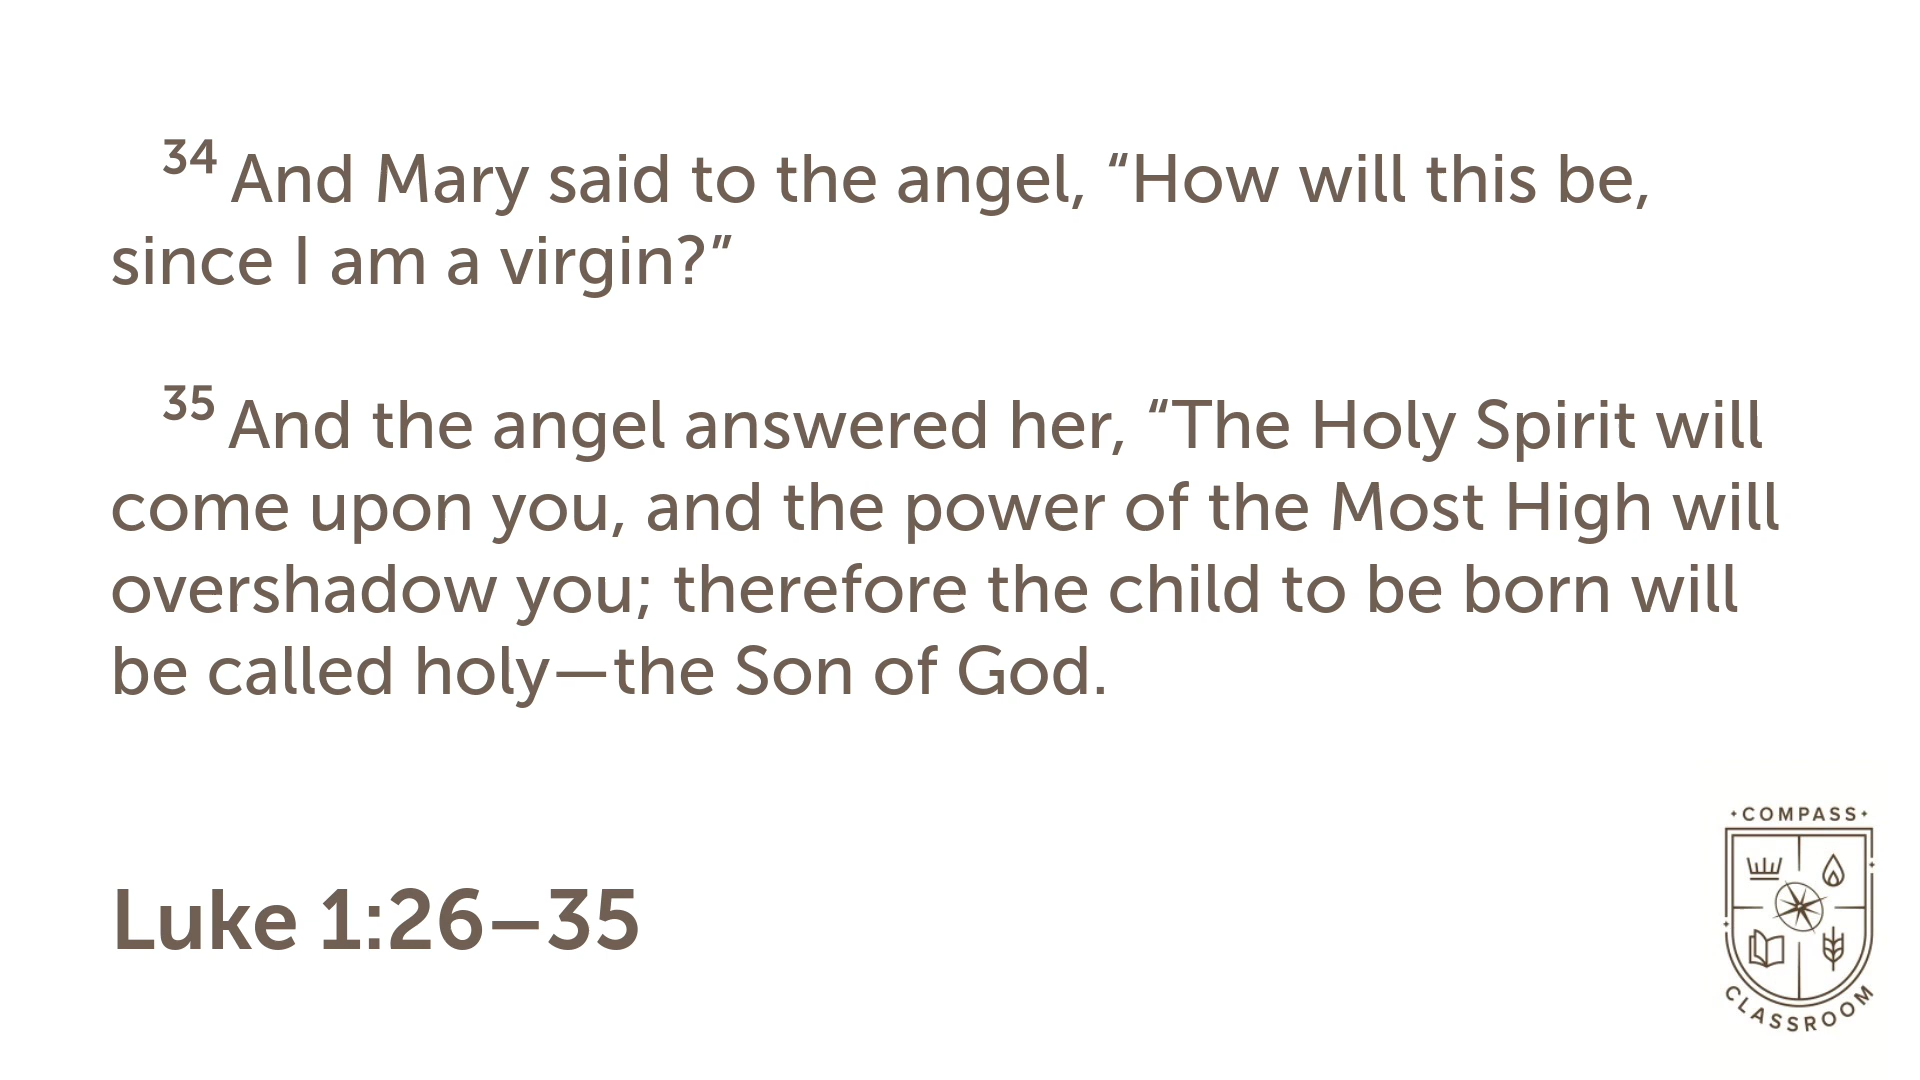 34 And Mary said to the angel, “How will this be,
since I am a virgin?”
35 And the angel answered her, “The Holy Spirit will
come upon you, and the power of the Most High will
overshadow you; therefore the child to be born will
be called holy—the Son of God.
Luke 1:26–35
COMPASS
CLASSROOM